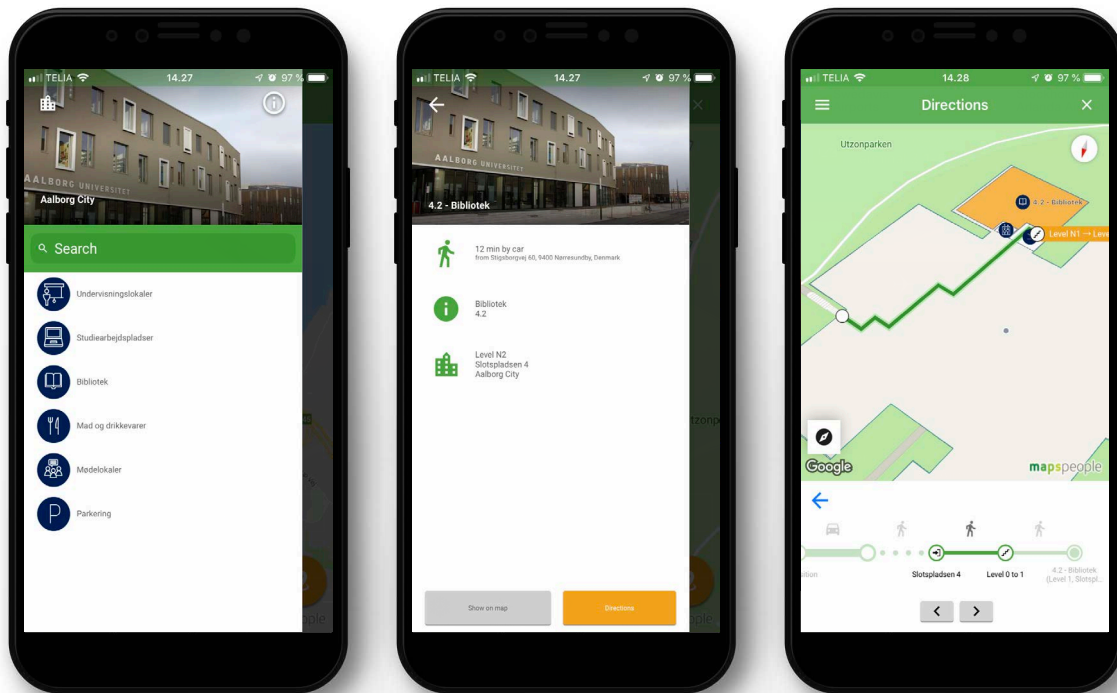 TELIA
14.27
97 %
AALBORG UNIVERSITET
Aalborg City
Search
Undervisningslokaler
Studiearbejdspladser
Bibliotek
Mad og drikkevarer
Mødelokaler
Parkering
TELIA
14.27
97 %
AALBORG UNIVERSITET
4.2 - Bibliotek
12 min by car
from Stigsborgvej 60, 9400 Nørresundby, Denmark
Bibliotek
4.2
Level N2
Slotspladsen 4
Aalborg City
Show on map
Directions
TELIA
14.28
97 %
Directions
Utzonparken
4.2 - Bibliotek
Level N1 → Leve
Google
mapspeople
Slotspladsen 4
Level 0 to 1
4.2 - Bibliotek
(Level 1, Slotspl...